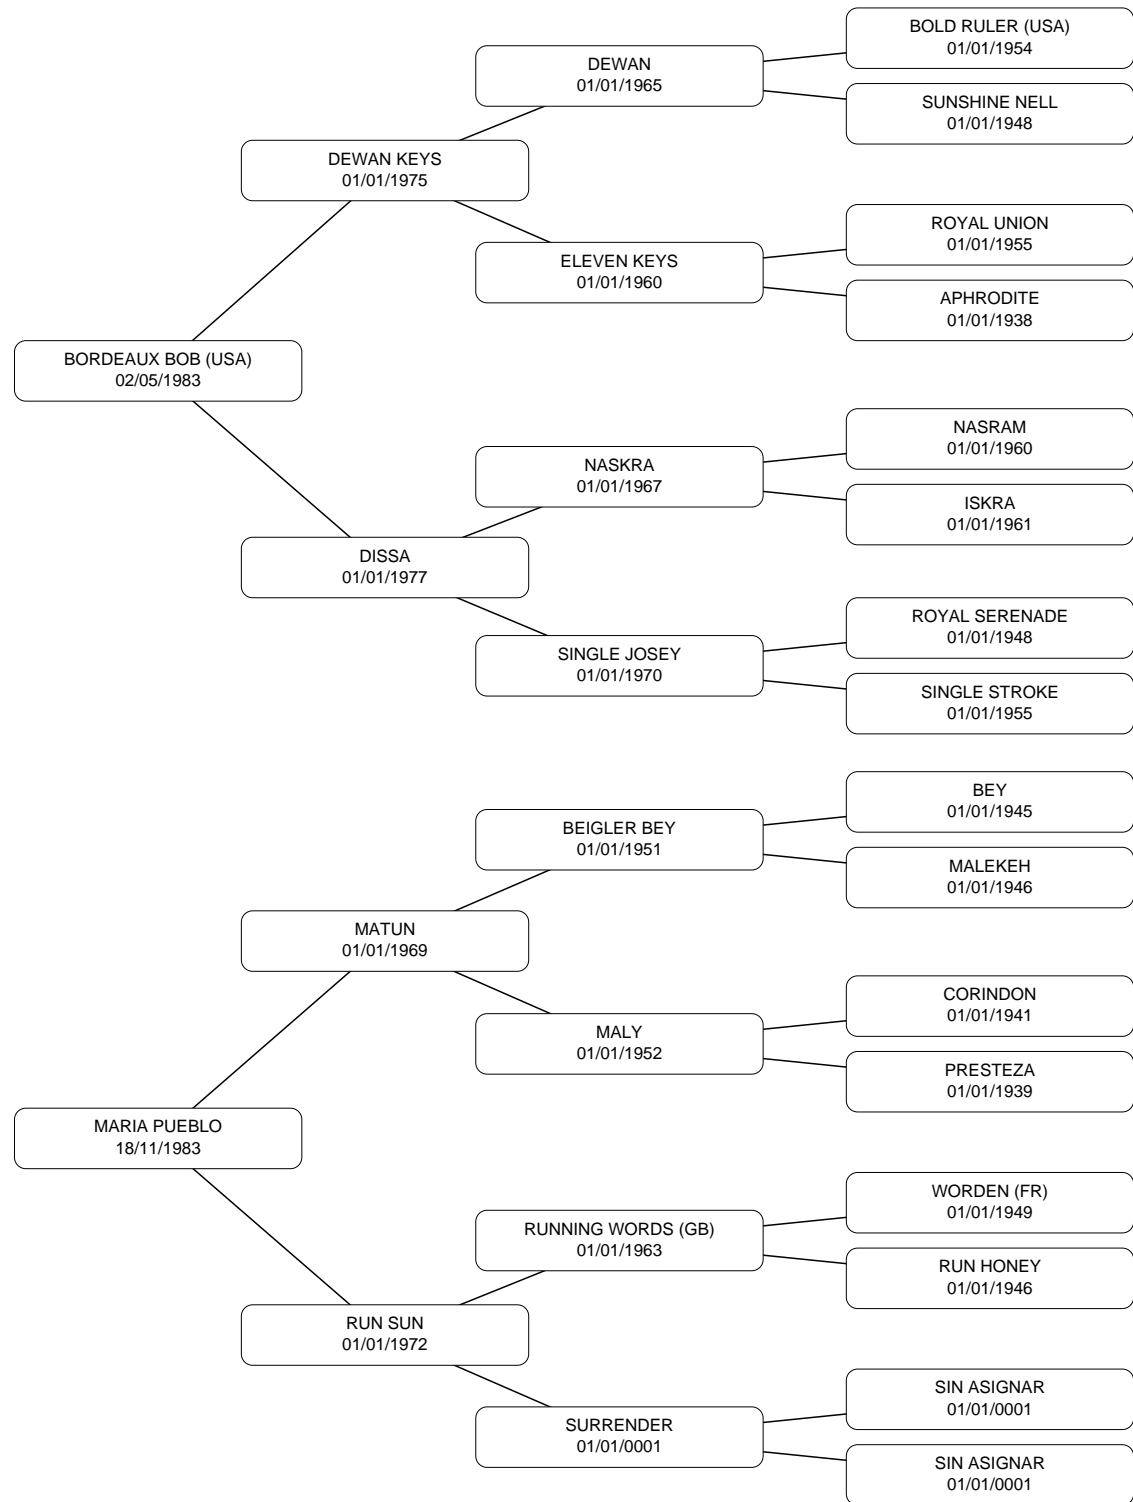 BOLD RULER (USA)
01/01/1954
DEWAN
01/01/1965
SUNSHINE NELL
01/01/1948
DEWAN KEYS
01/01/1975
ROYAL UNION
01/01/1955
ELEVEN KEYS
01/01/1960
APHRODITE
01/01/1938
BORDEAUX BOB (USA)
02/05/1983
NASRAM
01/01/1960
NASKRA
01/01/1967
ISKRA
01/01/1961
DISSA
01/01/1977
ROYAL SERENADE
01/01/1948
SINGLE JOSEY
01/01/1970
SINGLE STROKE
01/01/1955
BEY
01/01/1945
BEIGLER BEY
01/01/1951
MALEKEH
01/01/1946
MATUN
01/01/1969
CORINDON
01/01/1941
MALY
01/01/1952
PRESTEZA
01/01/1939
MARIA PUEBLO
18/11/1983
WORDEN (FR)
01/01/1949
RUNNING WORDS (GB)
01/01/1963
RUN HONEY
01/01/1946
RUN SUN
01/01/1972
SIN ASIGNAR
01/01/0001
SURRENDER
01/01/0001
SIN ASIGNAR
01/01/0001